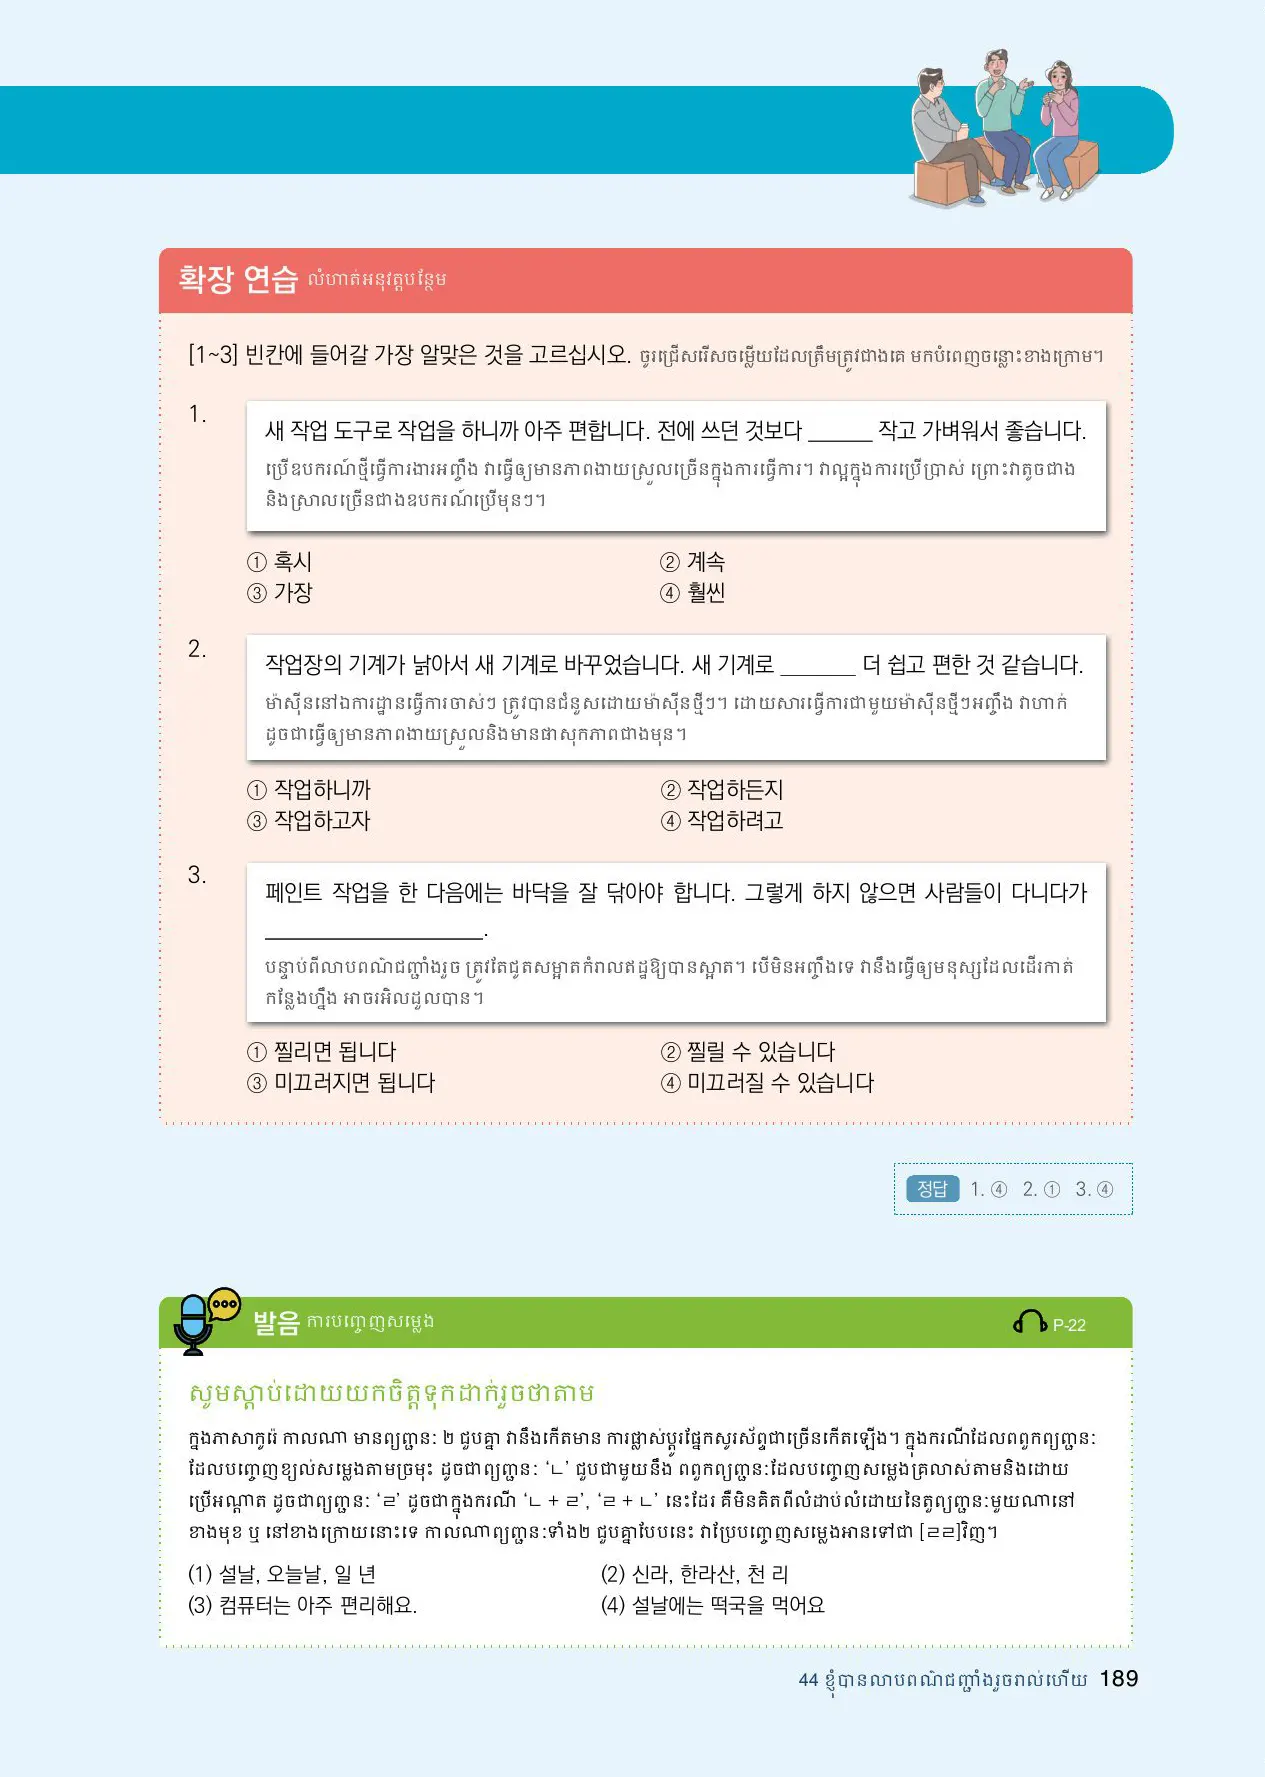 확장 연습 លំហាត់អនុវត្តបន្ថែម
[1~3] 빈칸에 들어갈 가장 알맞은 것을 고르십시오. ចូរជ្រើសរើសចម្លើយដែលត្រឹមត្រូវជាងគេ មកបំពេញចន្លោះខាងក្រោម។
1.
새 작업 도구로 작업을 하니까 아주 편합니다. 전에 쓰던 것보다 ______ 작고 가벼워서 좋습니다.
ប្រើឧបករណ៍ថ្មីធ្វើការងារអញ្ចឹង វាធ្វើឲ្យមានភាពងាយស្រួលច្រើនក្នុងការធ្វើការ។ វាល្អក្នុងការប្រើប្រាស់ ព្រោះវាតូចជាង
និងស្រាលច្រើនជាងឧបករណ៍ប្រើមុនៗ។
① 혹시 ② 계속
③ 가장 ④ 훨씬
2.
작업장의 기계가 낡아서 새 기계로 바꾸었습니다. 새 기계로 _______ 더 쉽고 편한 것 같습니다.
ម៉ាស៊ីននៅឯការដ្ឋានធ្វើការចាស់ៗ ត្រូវបានជំនួសដោយម៉ាស៊ីនថ្មីៗ។ ដោយសារធ្វើការជាមួយម៉ាស៊ីនថ្មីៗអញ្ចឹង វាហាក់
ដូចជាធ្វើឲ្យមានភាពងាយស្រួលនិងមានផាសុកភាពជាងមុន។
① 작업하니까 ② 작업하든지
③ 작업하고자 ④ 작업하려고
3.
페인트 작업을 한 다음에는 바닥을 잘 닦아야 합니다. 그렇게 하지 않으면 사람들이 다니다가
____________________.
បន្ទាប់ពីលាបពណ៌ជញ្ជាំងរួច ត្រូវតែជូតសម្អាតកំរាលឥដ្ឋឱ្យបានស្អាត។ បើមិនអញ្ចឹងទេ វានឹងធ្វើឲ្យមនុស្សដែលដើរកាត់
កន្លែងហ្នឹង អាចរអិលដួលបាន។
① 찔리면 됩니다 ② 찔릴 수 있습니다
③ 미끄러지면 됩니다 ④ 미끄러질 수 있습니다
정답 1. ④ 2. ① 3. ④
발음 ការបញ្ចេញសម្លេង P-22
សូមស្តាប់ដោយយកចិត្តទុកដាក់រួចថាតាម
ក្នុងភាសាកូរ៉េ កាលណា មានព្យញ្ជនៈ ២ ជួបគ្នា វានឹងកើតមាន ការផ្លាស់ប្តូរផ្នែកសូរស័ព្ទជាច្រើនកើតឡើង។ ក្នុងករណីដែលពពួកព្យញ្ជនៈ
ដែលបញ្ចេញខ្យល់សម្លេងតាមច្រមុះ ដូចជាព្យញ្ជនៈ ‘ㄴ’ ជួបជាមួយនឹង ពពួកព្យញ្ជនៈដែលបញ្ចេញសម្លេងគ្រលាស់តាមនិងដោយ
ប្រើអណ្តាត ដូចជាព្យញ្ជនៈ ‘ㄹ’ ដូចជាក្នុងករណី ‘ㄴ + ㄹ’, ‘ㄹ + ㄴ’ នេះដែរ គឺមិនគិតពីលំដាប់លំដោយនៃតួព្យញ្ជនៈមួយណានៅ
ខាងមុខ ឬ នៅខាងក្រោយនោះទេ កាលណាព្យញ្ជនៈទាំង២ ជួបគ្នាបែបនេះ វាប្រែបញ្ចេញសម្លេងអានទៅជា [ㄹㄹ]វិញ។
(1) 설날, 오늘날, 일 년 (2) 신라, 한라산, 천 리
(3) 컴퓨터는 아주 편리해요. (4) 설날에는 떡국을 먹어요
44 ខ្ញុំបានលាបពណ៌ជញ្ជាំងរួចរាល់ហើយ 189